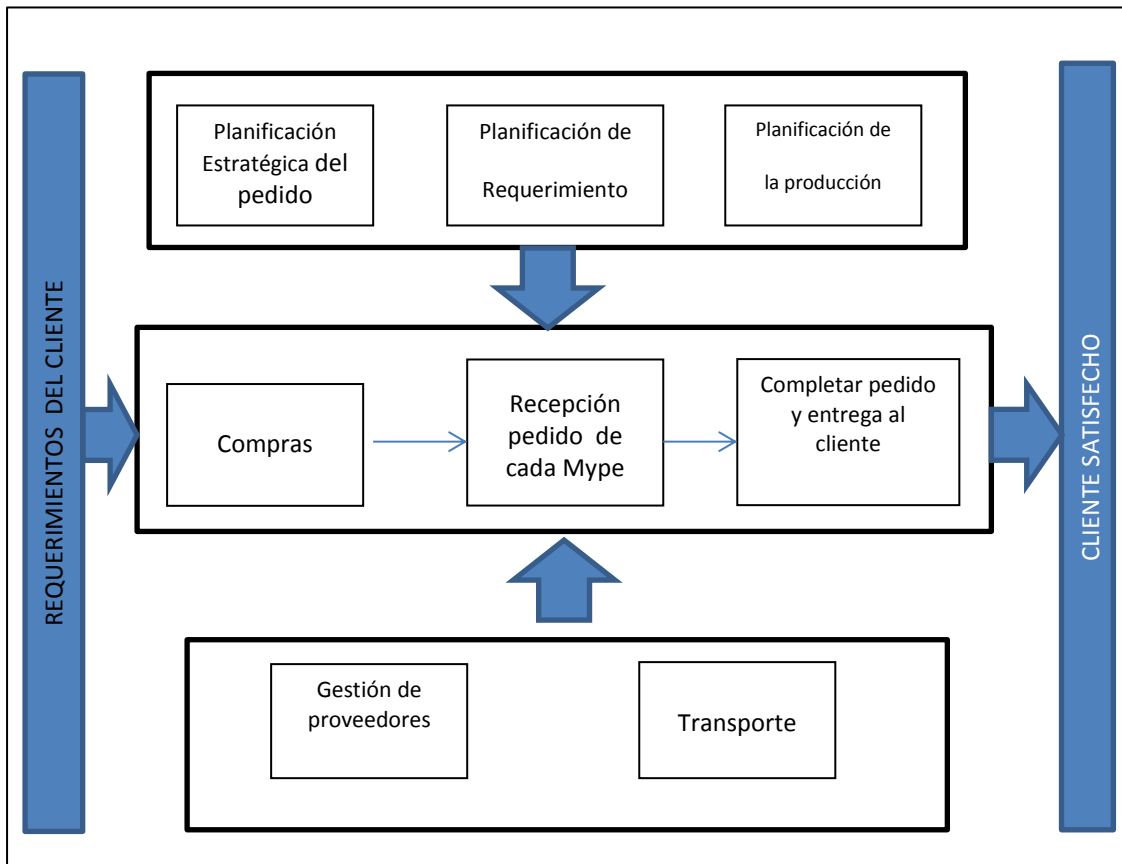 REQUERIMIENTOS DEL CLIENTE
Planificación
Estratégica del
pedido
Planificación de
Requerimiento
Planificación de
la producción
Compras
Recepción
pedido de
cada Mype
Completar pedido
y entrega al
cliente
Gestión de
proveedores
Transporte
CLIENTE SATISFECHO